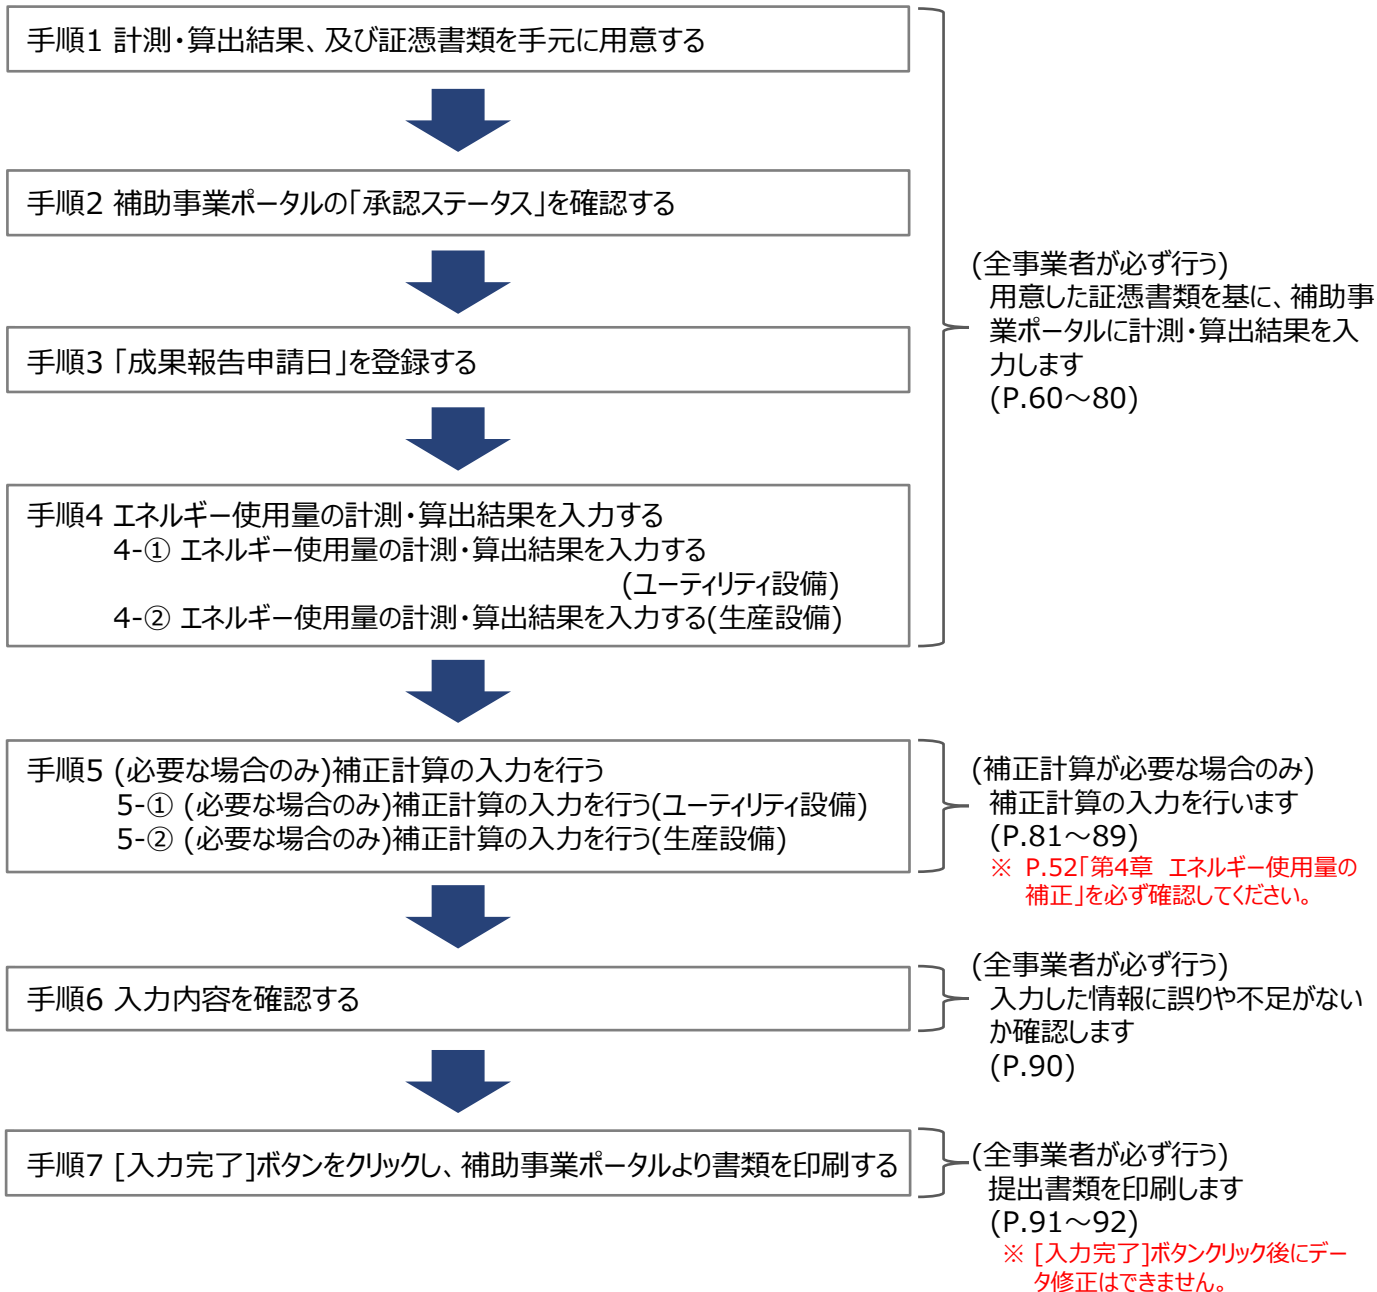 手順1 計測・算出結果、及び証憑書類を手元に用意する
手順2 補助事業ポータルの「承認ステータス」を確認する
手順3 「成果報告申請日」を登録する
手順4 エネルギー使用量の計測・算出結果を入力する
4-① エネルギー使用量の計測・算出結果を入力する
(ユーティリティ設備)
4-② エネルギー使用量の計測・算出結果を入力する(生産設備)
(全事業者が必ず行う)
用意した証憑書類を基に、補助事
業ポータルに計測・算出結果を入
力します
(P.60～80)
手順5 (必要な場合のみ)補正計算の入力を行う
5-① (必要な場合のみ)補正計算の入力を行う(ユーティリティ設備)
5-② (必要な場合のみ)補正計算の入力を行う(生産設備)
(補正計算が必要な場合のみ)
補正計算の入力を行います
(P.81～89)
※ P.52「第4章 エネルギー使用量の
補正」を必ず確認してください。
手順6 入力内容を確認する
(全事業者が必ず行う)
入力した情報に誤りや不足がない
か確認します
(P.90)
手順7 [入力完了]ボタンをクリックし、補助事業ポータルより書類を印刷する
(全事業者が必ず行う)
提出書類を印刷します
(P.91～92)
※ [入力完了]ボタンクリック後にデー
タ修正はできません。